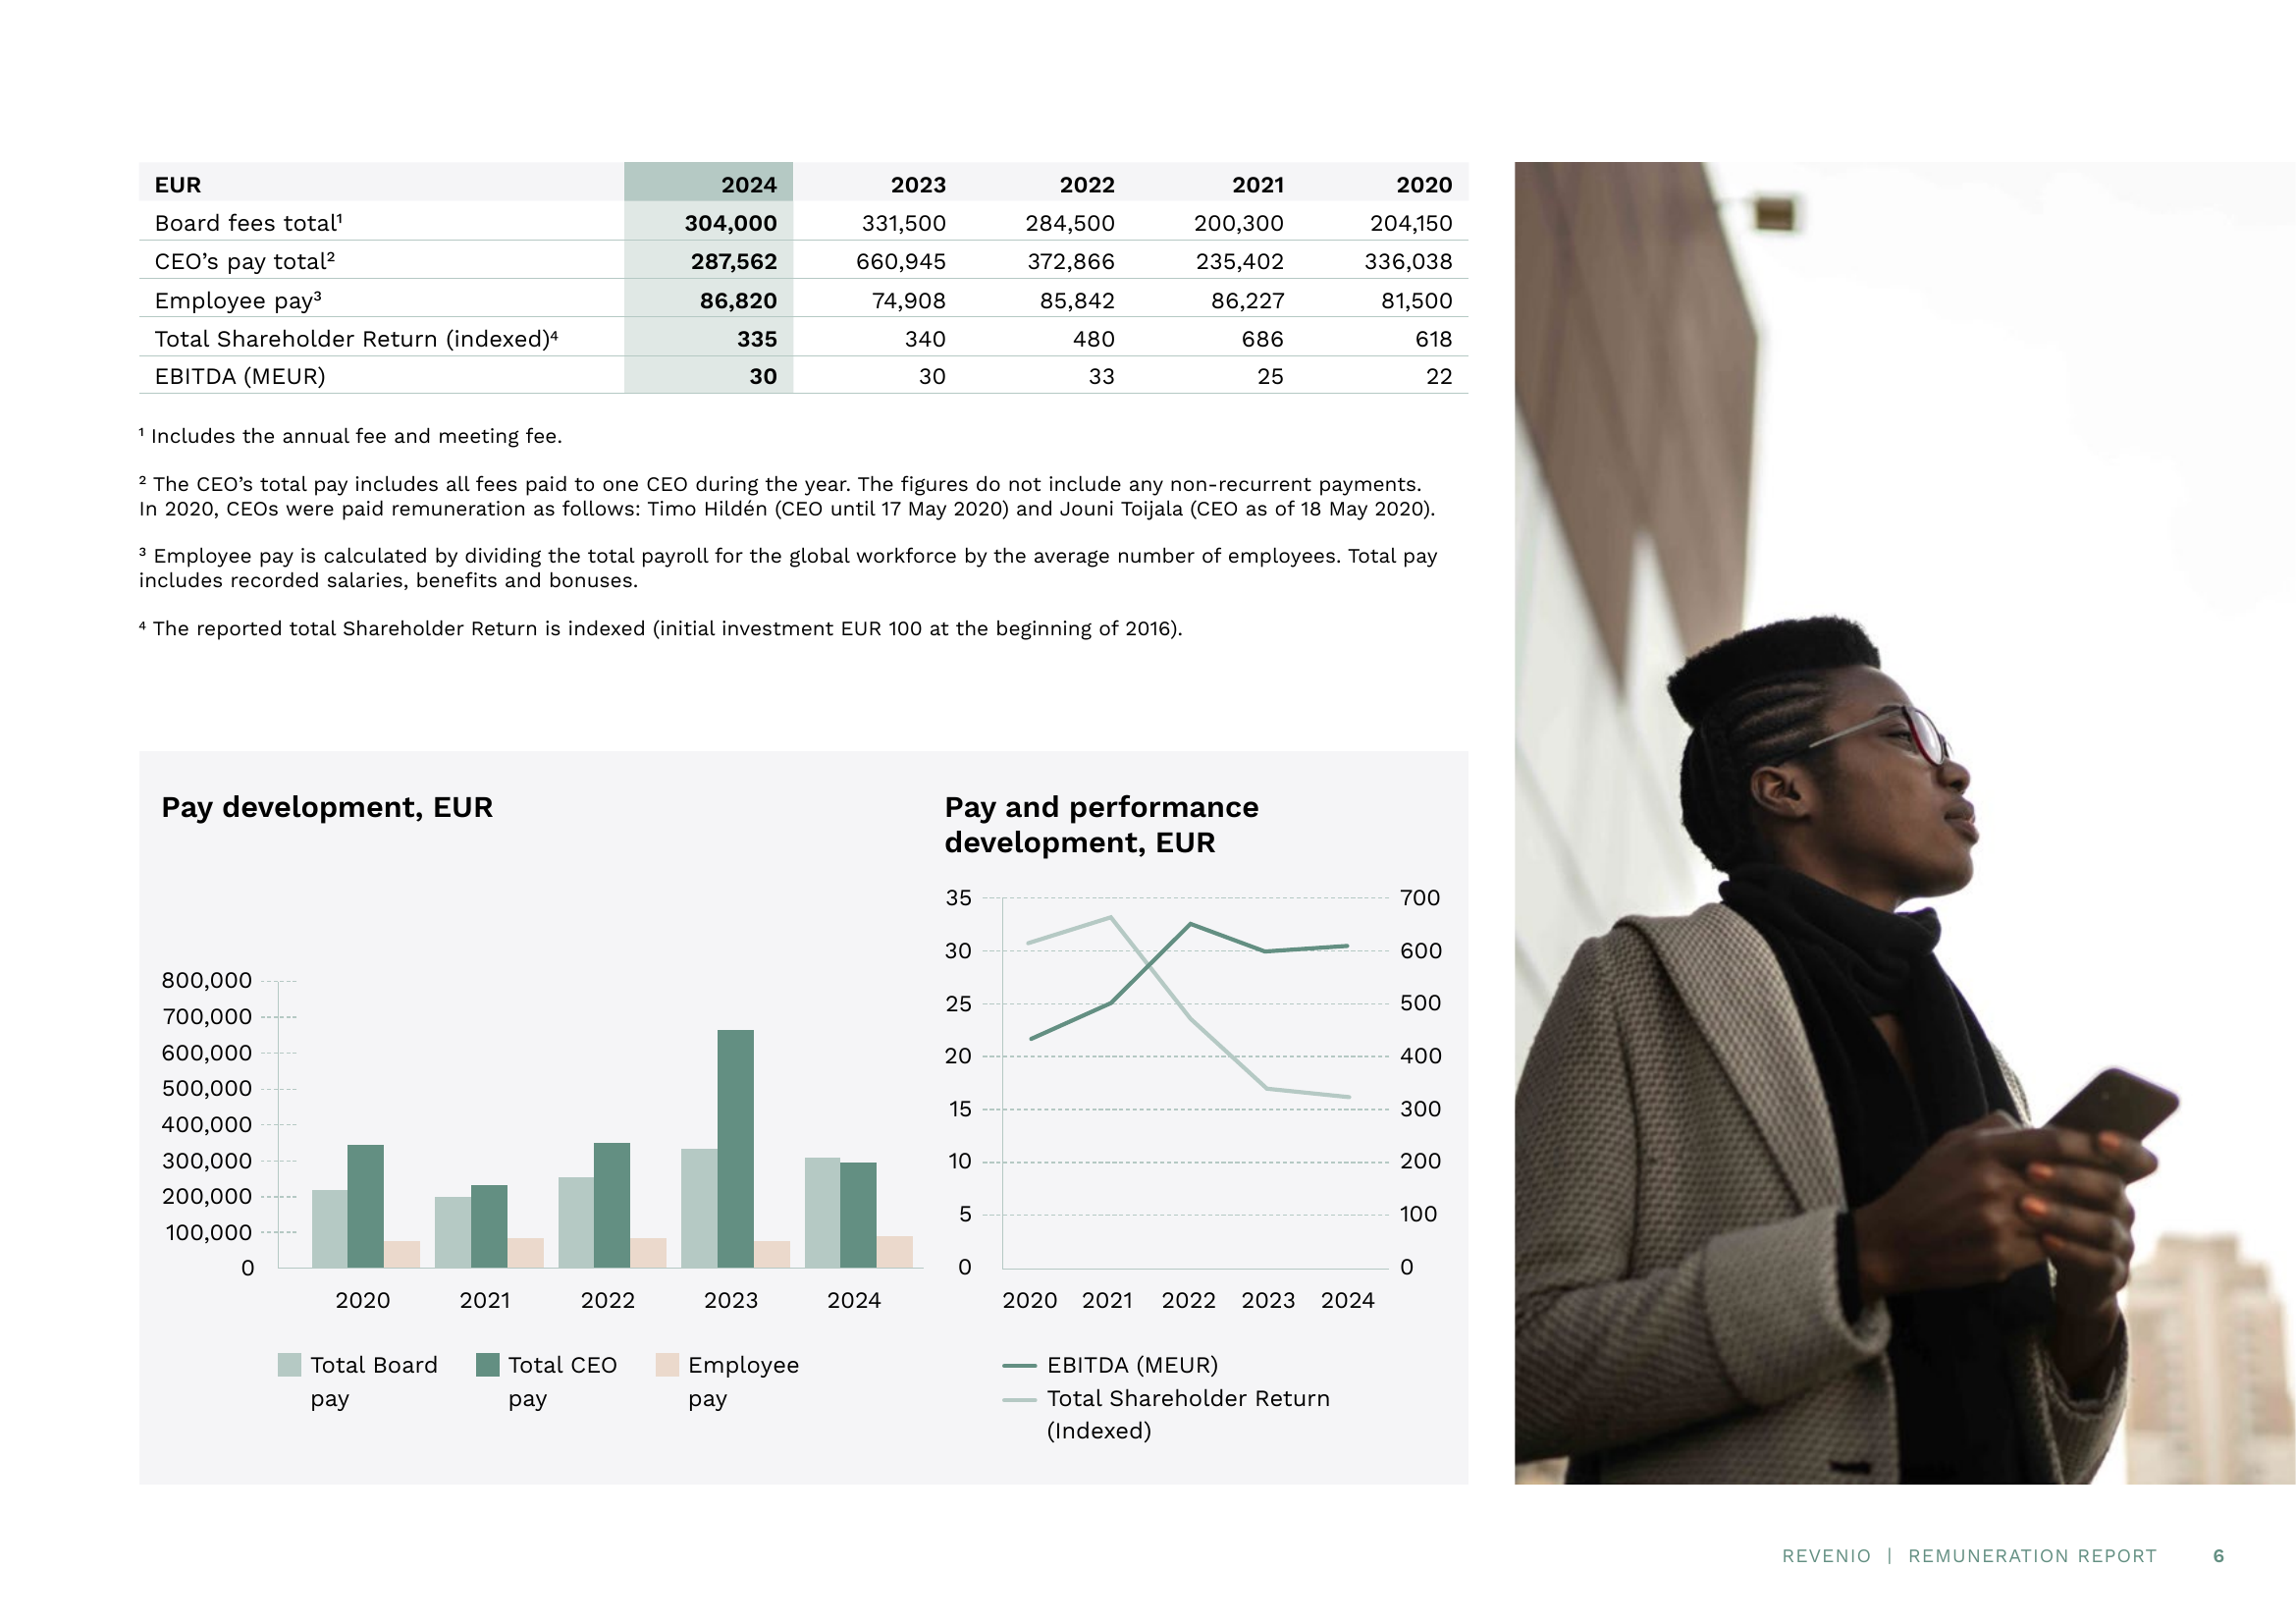 EUR 2024 2023 2022 2021 2020
Board fees total¹ 304,000 331,500 284,500 200,300 204,150
CEO’s pay total² 287,562 660,945 372,866 235,402 336,038
Employee pay³ 86,820 74,908 85,842 86,227 81,500
Total Shareholder Return (indexed)⁴ 335 340 480 686 618
EBITDA (MEUR) 30 30 33 25 22
¹ Includes the annual fee and meeting fee.
² The CEO’s total pay includes all fees paid to one CEO during the year. The figures do not include any non-recurrent payments.
In 2020, CEOs were paid remuneration as follows: Timo Hildén (CEO until 17 May 2020) and Jouni Toijala (CEO as of 18 May 2020).
³ Employee pay is calculated by dividing the total payroll for the global workforce by the average number of employees. Total pay
includes recorded salaries, benefits and bonuses.
⁴ The reported total Shareholder Return is indexed (initial investment EUR 100 at the beginning of 2016).
Pay development, EUR
800,000
700,000
600,000
500,000
400,000
300,000
200,000
100,000
0
2020 2021 2022 2023 2024
Total Board pay
Total CEO pay
Employee pay
Pay and performance
development, EUR
35 700
30 600
25 500
20 400
15 300
10 200
5 100
0 0
2020 2021 2022 2023 2024
EBITDA (MEUR)
Total Shareholder Return
(Indexed)
REVENIO | REMUNERATION REPORT 6